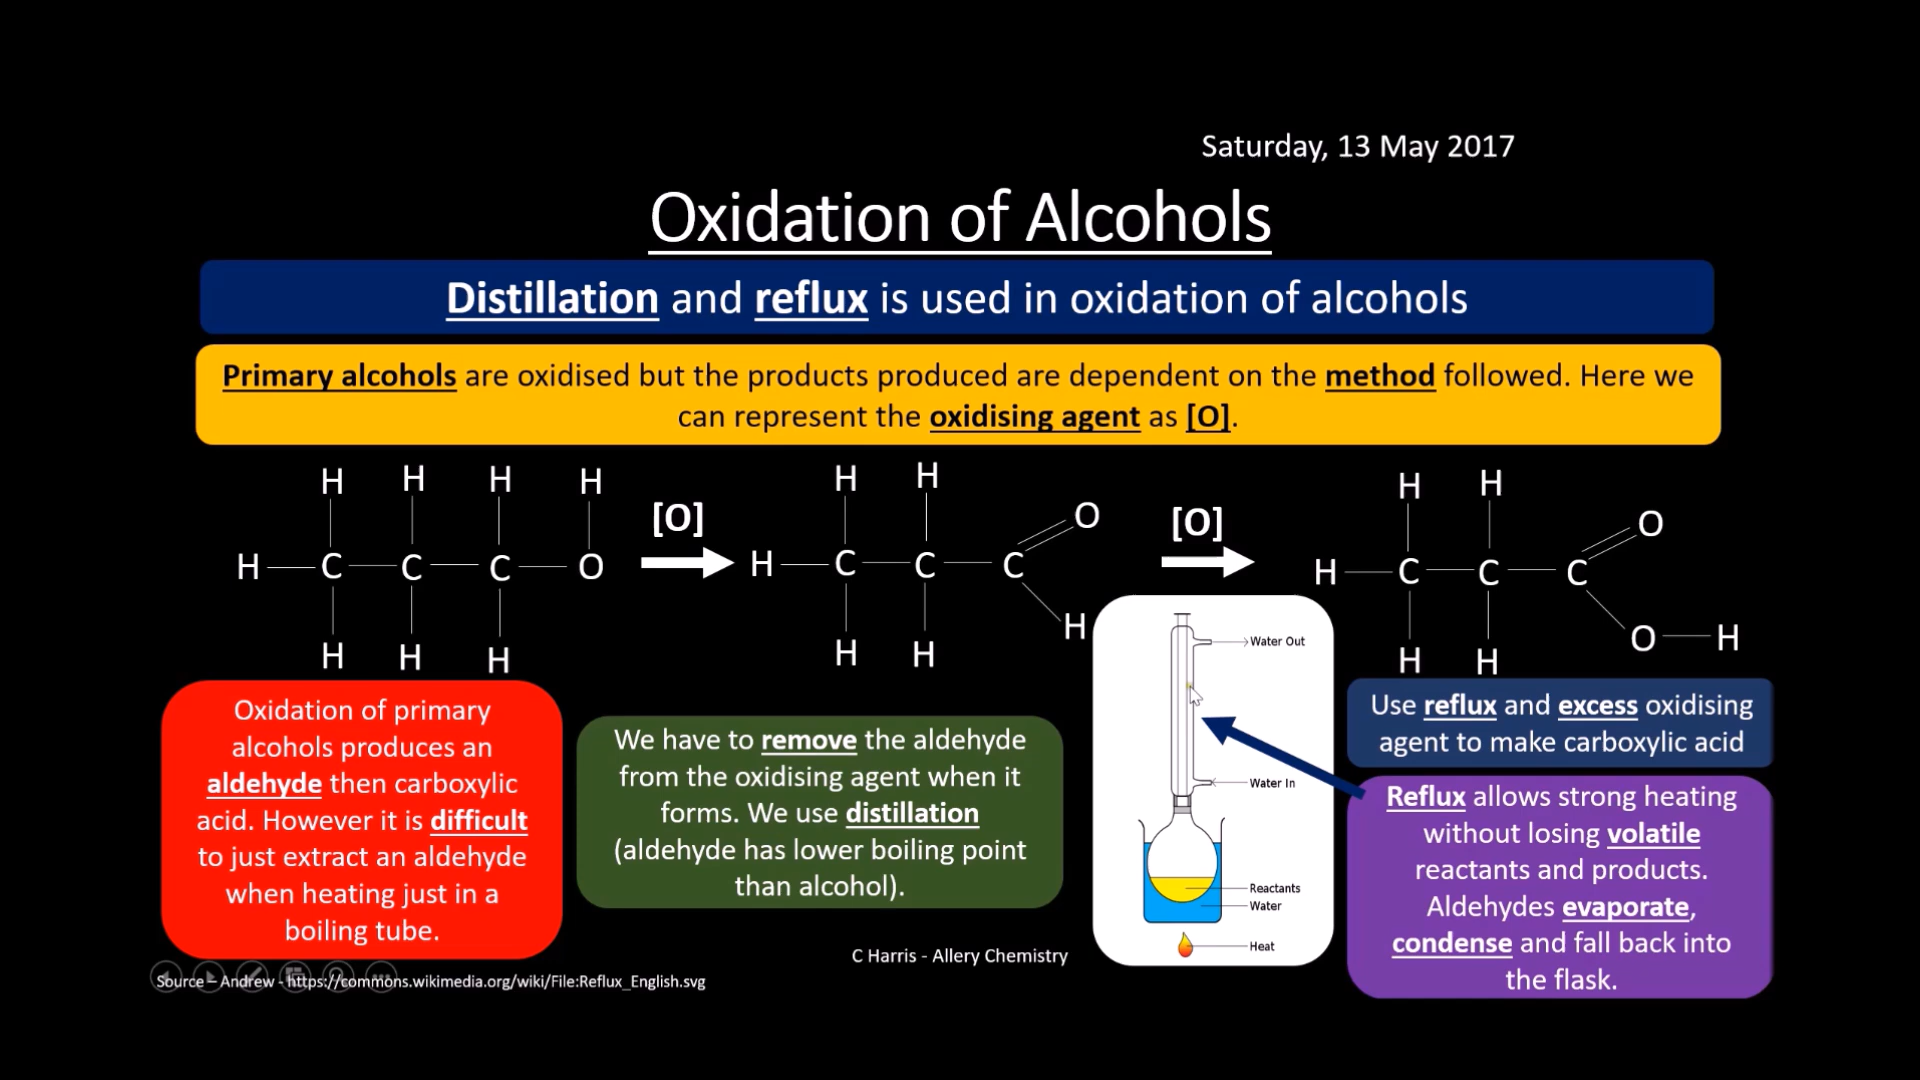 Saturday, 13 May 2017
Oxidation of Alcohols
Distillation and reflux is used in oxidation of alcohols
Primary alcohols are oxidised but the products produced are dependent on the method followed. Here we
can represent the oxidising agent as [O].
H H H H
H C C C O
H H H
[O]
H H O
H C C C
H H H
[O]
H H O
H C C C
H H O H
Oxidation of primary
alcohols produces an
aldehyde then carboxylic
acid. However it is difficult
to just extract an aldehyde
when heating just in a
boiling tube.
We have to remove the aldehyde
from the oxidising agent when it
forms. We use distillation
(aldehyde has lower boiling point
than alcohol).
Water Out
Water In
Reactants
Water
Heat
Use reflux and excess oxidising
agent to make carboxylic acid
Reflux allows strong heating
without losing volatile
reactants and products.
Aldehydes evaporate,
condense and fall back into
the flask.
C Harris - Allery Chemistry
Source – Andrew - https://commons.wikimedia.org/wiki/File:Reflux_English.svg